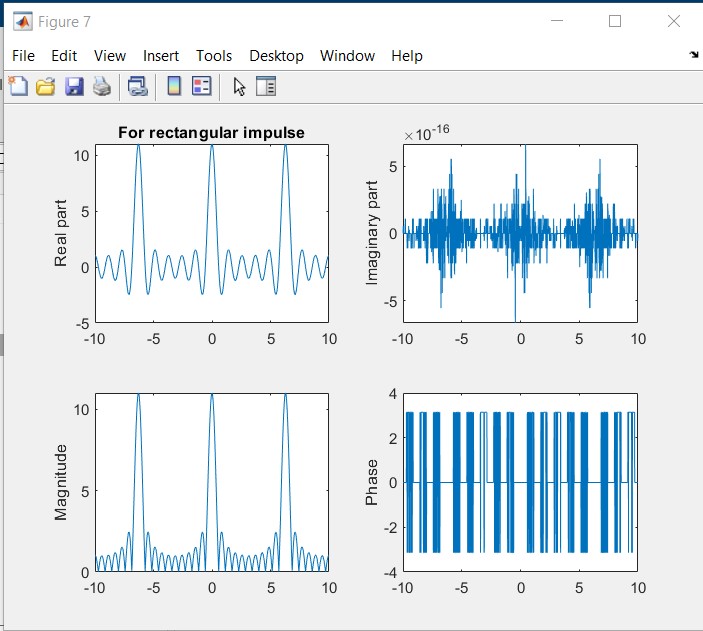 Figure 7
File Edit View Insert Tools Desktop Window Help
For rectangular impulse
×10-16
10
5
0
-5
Real part
-10 -5 0 5 10
5
0
-5
Imaginary part
-10 -5 0 5 10
10
5
0
Magnitude
-10 -5 0 5 10
4
2
0
-2
-4
Phase
-10 -5 0 5 10